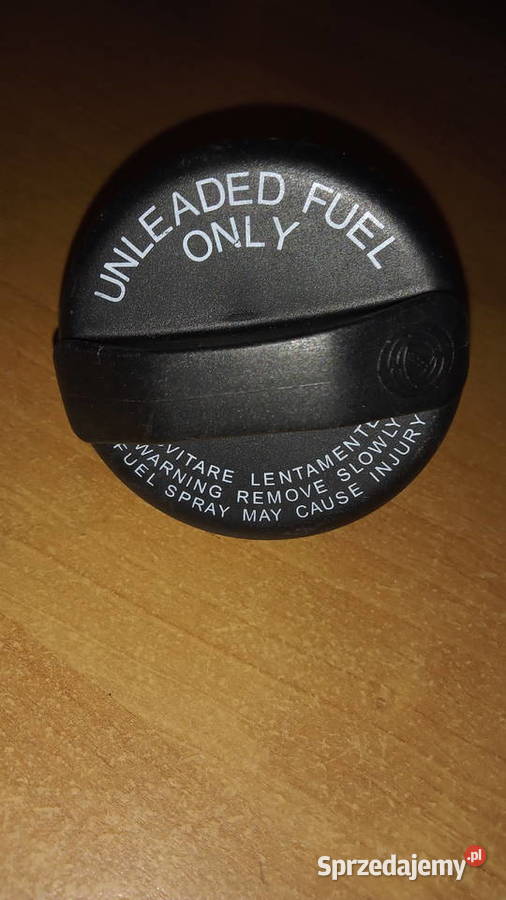 UNLEADED FUEL
ONLY
SVITARE LENTAMENTE
WARNING REMOVE SLOWLY
FUEL SPRAY MAY CAUSE INJURY
Sprzedajemy.pl